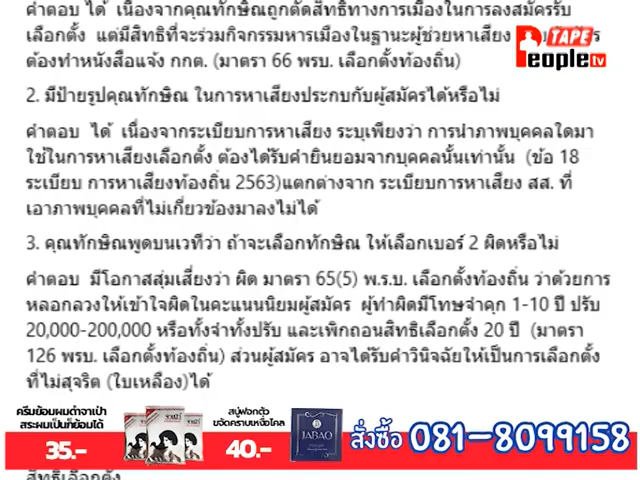 คำตอบ ได้ เนื่องจากคุณทักษิณถูกตัดสิทธิ์ทางการเมืองในการลงสมัครรับ
เลือกตั้ง แต่มีสิทธิที่จะร่วมกิจกรรมหารเมืองในฐานะผู้ช่วยหาเสียง
ต้องทำหนังสือแจ้ง กกต. (มาตรา 66 พรบ. เลือกตั้งท้องถิ่น)
TAPE
People tv
2. มีป้ายรูปคุณทักษิณ ในการหาเสียงประกบกับผู้สมัครได้หรือไม่
คำตอบ ได้ เนื่องจากระเบียบการหาเสียง ระบุเพียงว่า การนำภาพบุคคลใดมา
ใช้ในการหาเสียงเลือกตั้ง ต้องได้รับคำยินยอมจากบุคคลนั้นเท่านั้น (ข้อ 18
ระเบียบ การหาเสียงท้องถิ่น 2563)แตกต่างจาก ระเบียบการหาเสียง สส. ที่
เอาภาพบุคคลที่ไม่เกี่ยวข้องมาลงไม่ได้
3. คุณทักษิณพูดบนเวทีว่า ถ้าจะเลือกทักษิณ ให้เลือกเบอร์ 2 ผิดหรือไม่
คำตอบ มีโอกาสสุ่มเสี่ยงว่า ผิด มาตรา 65(5) พ.ร.บ. เลือกตั้งท้องถิ่น ว่าด้วยการ
หลอกลวงให้เข้าใจผิดในคะแนนนิยมผู้สมัคร ผู้ทำผิดมีโทษจำคุก 1-10 ปี ปรับ
20,000-200,000 หรือทั้งจำทั้งปรับ และเพิกถอนสิทธิเลือกตั้ง 20 ปี (มาตรา
126 พรบ. เลือกตั้งท้องถิ่น) ส่วนผู้สมัคร อาจได้รับคำวินิจฉัยให้เป็นการเลือกตั้ง
ที่ไม่สุจริต (ใบเหลือง)ได้
ครีมย้อมผมดำจาเป่า
สระผมเป็นก็ย้อมได้
35.-
สบู่ฟอกตัว
ขจัดคราบเหงื่อไคล
40.-
JABAO
สั่งซื้อ 081-8099158
สิทธิเลือกตั้ง